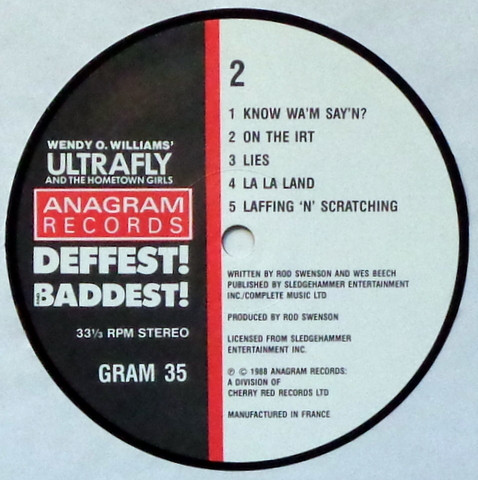 WENDY O. WILLIAMS'
ULTRAFLY
AND THE HOMETOWN GIRLS
ANAGRAM
RECORDS
DEFFEST!
AND BADDEST!
33⅓ RPM STEREO
GRAM 35
2
1 KNOW WA'M SAY'N?
2 ON THE IRT
3 LIES
4 LA LA LAND
5 LAFFING 'N' SCRATCHING
WRITTEN BY ROD SWENSON AND WES BEECH
PUBLISHED BY SLEDGEHAMMER ENTERTAINMENT
INC/COMPLETE MUSIC LTD
PRODUCED BY ROD SWENSON
LICENSED FROM SLEDGEHAMMER
ENTERTAINMENT INC.
℗ © 1988 ANAGRAM RECORDS:
A DIVISION OF
CHERRY RED RECORDS LTD
MANUFACTURED IN FRANCE